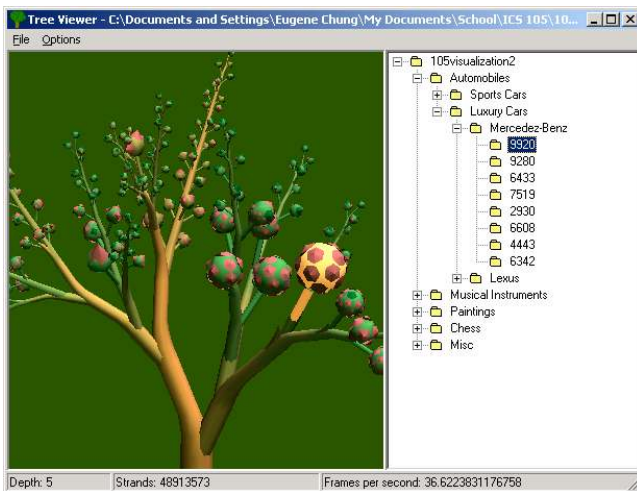 Tree Viewer - C:\Documents and Settings\Eugene Chung\My Documents\School\ICS 105\10...
File Options
105visualization2
Automobiles
Sports Cars
Luxury Cars
Mercedez-Benz
9920
9280
6433
7519
2930
6608
4443
6342
Lexus
Musical Instruments
Paintings
Chess
Misc
Depth: 5 Strands: 48913573 Frames per second: 36.6223831176758